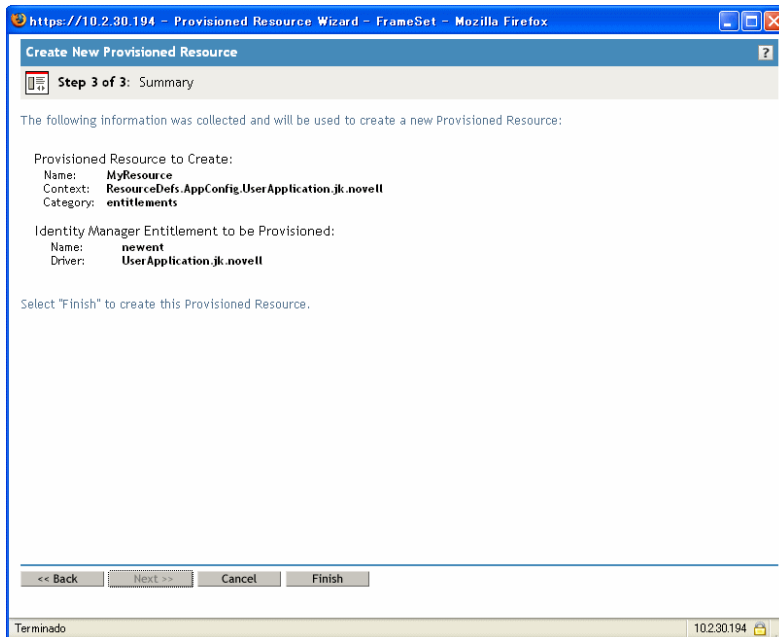 https://10.2.30.194 - Provisioned Resource Wizard - FrameSet - Mozilla Firefox
Create New Provisioned Resource ?
Step 3 of 3: Summary
The following information was collected and will be used to create a new Provisioned Resource:
Provisioned Resource to Create:
Name: MyResource
Context: ResourceDefs.AppConfig.UserApplication.jk.novell
Category: entitlements
Identity Manager Entitlement to be Provisioned:
Name: newent
Driver: UserApplication.jk.novell
Select "Finish" to create this Provisioned Resource.
<< Back Next >> Cancel Finish
Terminado 10.2.30.194